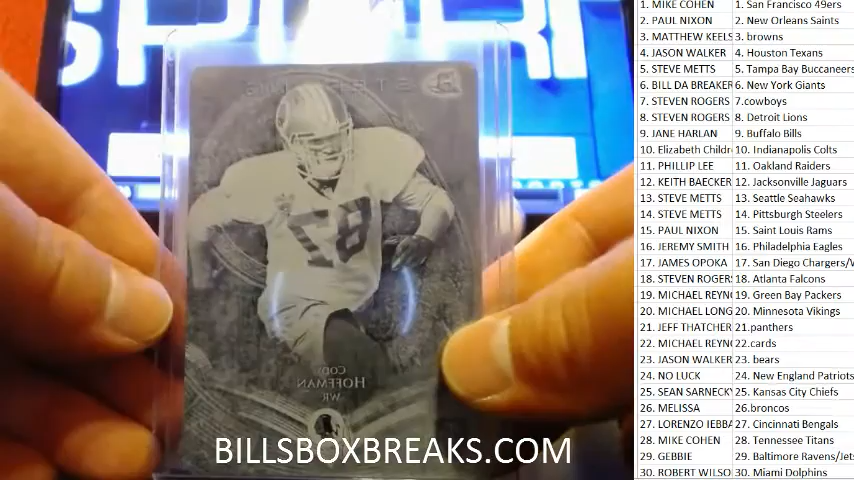 CODY
HOFFMAN
WR
BILLSBOXBREAKS.COM
1. MIKE COHEN 1. San Francisco 49ers
2. PAUL NIXON 2. New Orleans Saints
3. MATTHEW KEELS 3. browns
4. JASON WALKER 4. Houston Texans
5. STEVE METTS 5. Tampa Bay Buccaneers
6. BILL DA BREAKER 6. New York Giants
7. STEVEN ROGERS 7.cowboys
8. STEVEN ROGERS 8. Detroit Lions
9. JANE HARLAN 9. Buffalo Bills
10. Elizabeth Childr 10. Indianapolis Colts
11. PHILLIP LEE 11. Oakland Raiders
12. KEITH BAECKER 12. Jacksonville Jaguars
13. STEVE METTS 13. Seattle Seahawks
14. STEVE METTS 14. Pittsburgh Steelers
15. PAUL NIXON 15. Saint Louis Rams
16. JEREMY SMITH 16. Philadelphia Eagles
17. JAMES OPOKA 17. San Diego Chargers/V
18. STEVEN ROGERS 18. Atlanta Falcons
19. MICHAEL REYNO 19. Green Bay Packers
20. MICHAEL LONG 20. Minnesota Vikings
21. JEFF THATCHER 21.panthers
22. MICHAEL REYNO 22.cards
23. JASON WALKER 23. bears
24. NO LUCK 24. New England Patriots
25. SEAN SARNECKY 25. Kansas City Chiefs
26. MELISSA 26.broncos
27. LORENZO IEBBA 27. Cincinnati Bengals
28. MIKE COHEN 28. Tennessee Titans
29. GEBBIE 29. Baltimore Ravens/Jets
30. ROBERT WILSO 30. Miami Dolphins